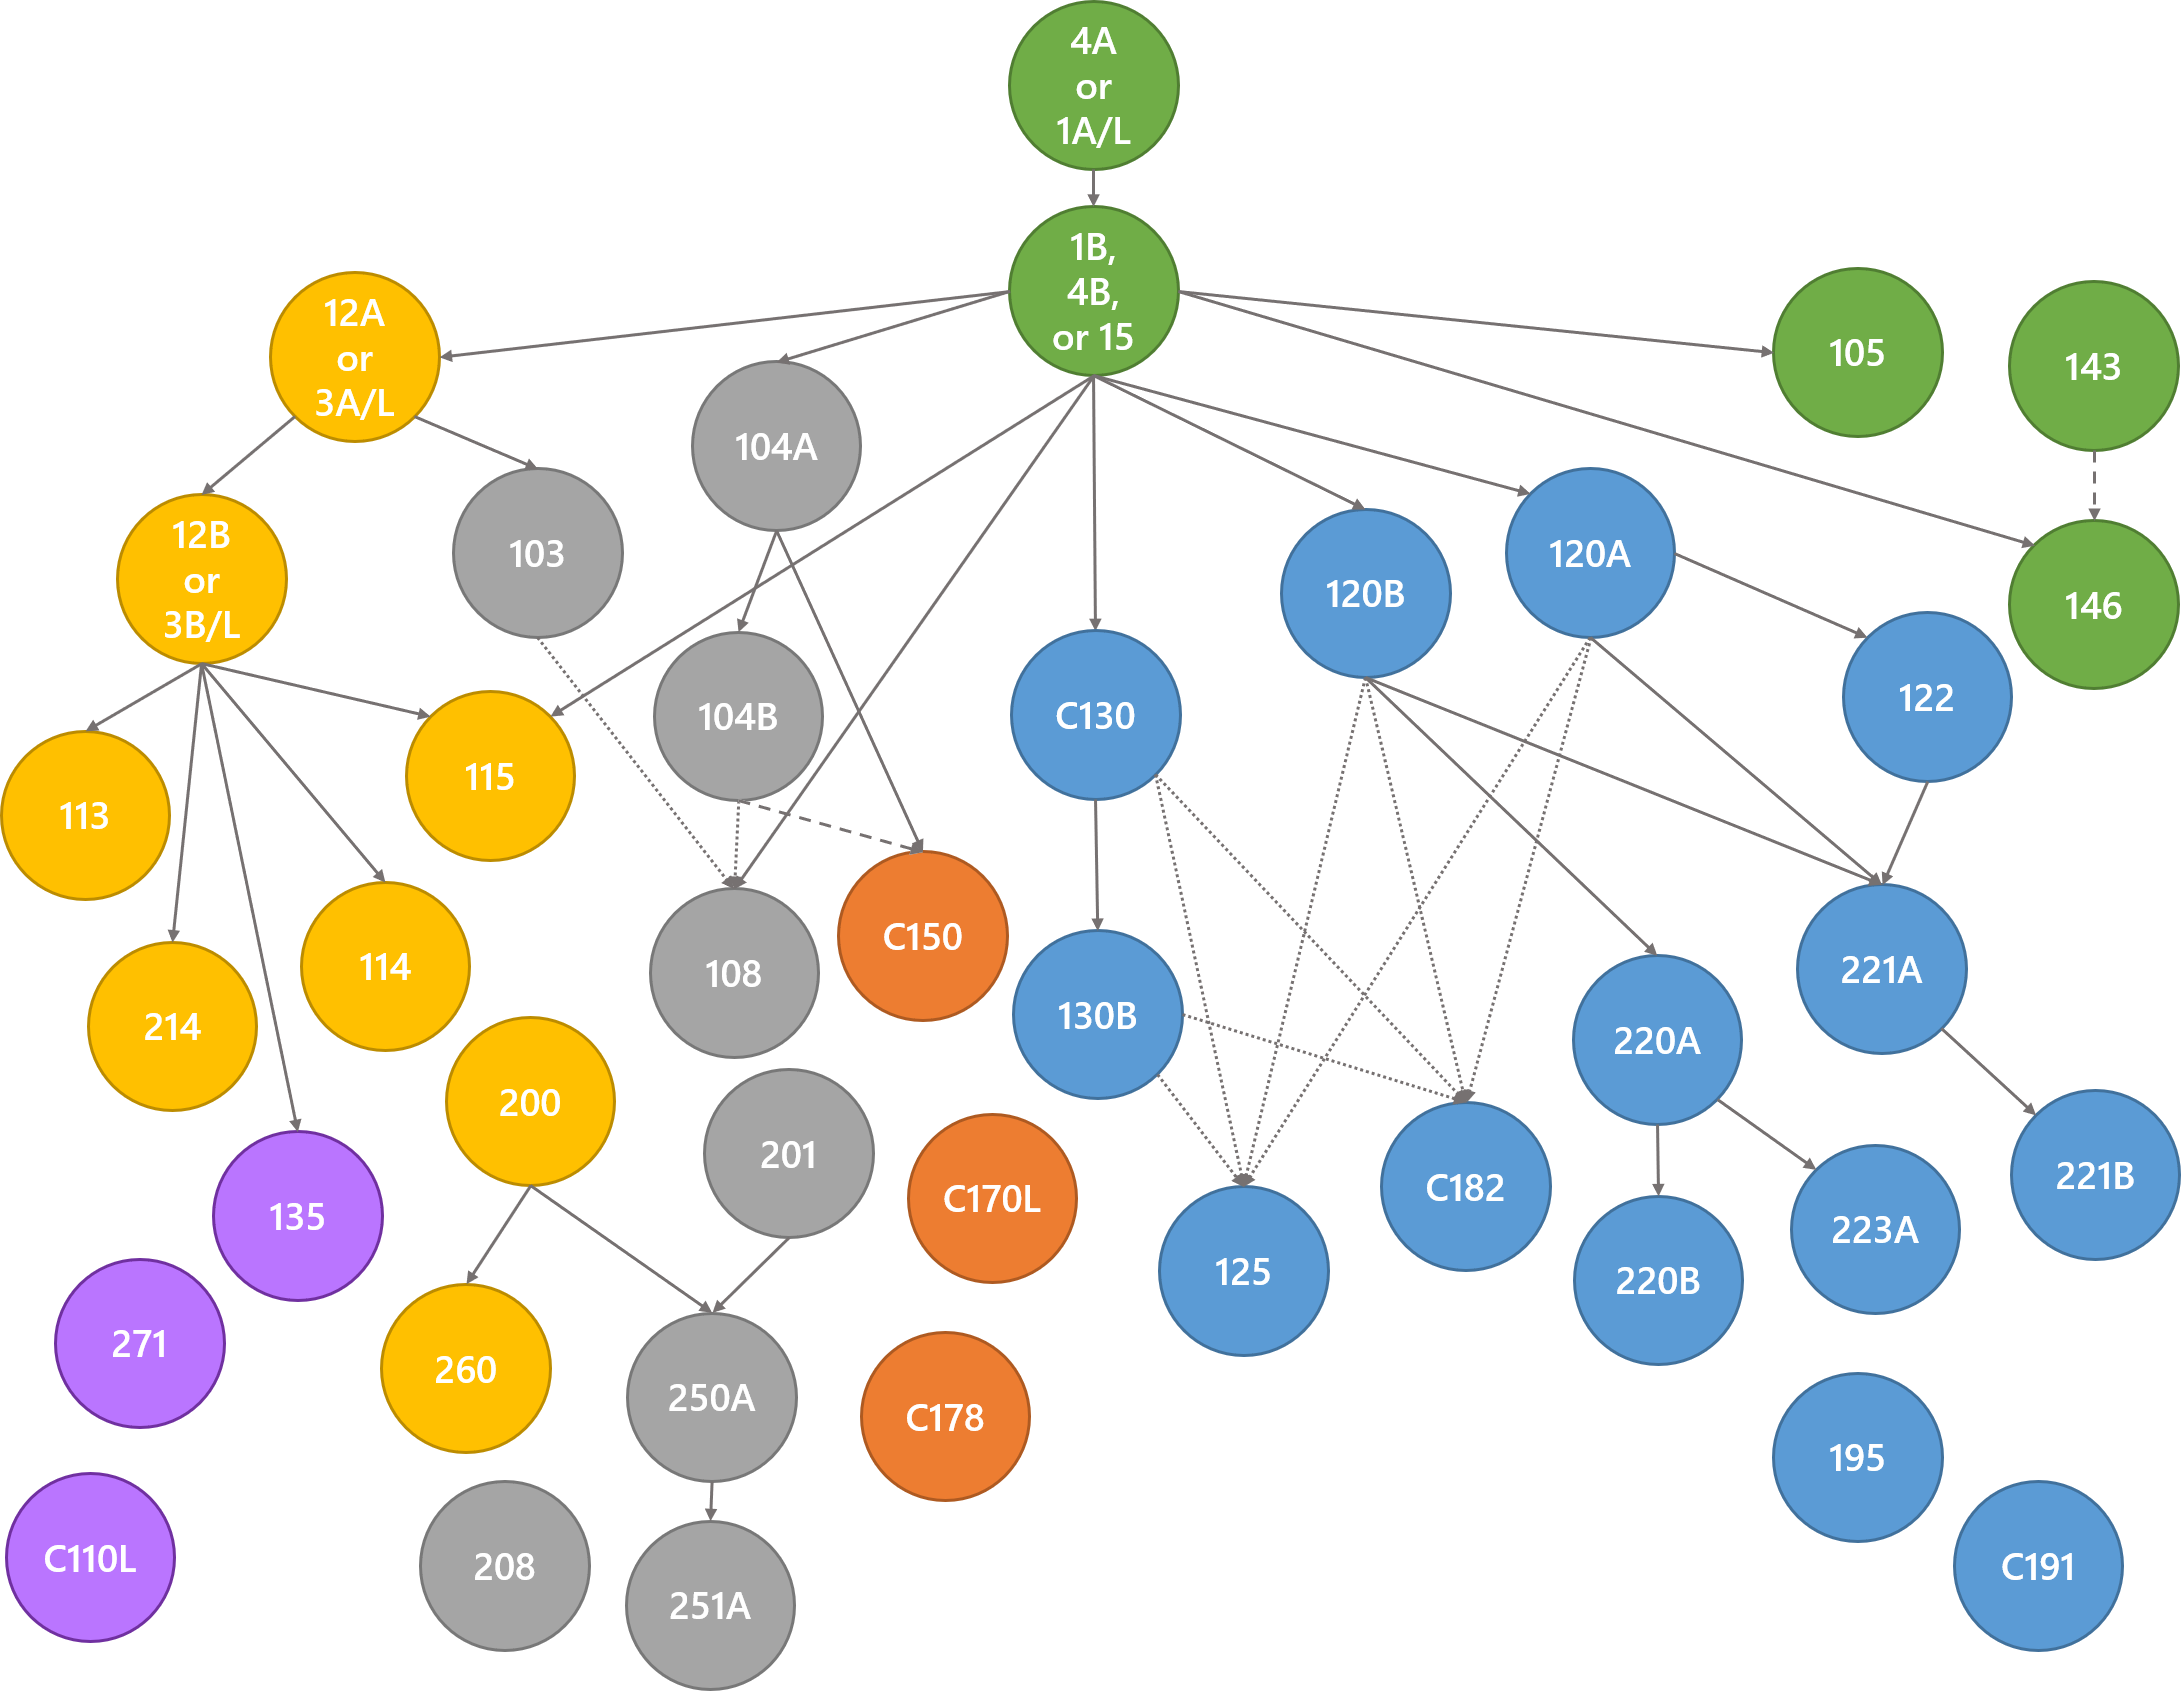 4A
or
1A/L
1B,
4B,
or 15
12A
or
3A/L
105
143
104A
103
120B
120A
12B
or
3B/L
146
122
104B
C130
115
113
C150
108
114
214
130B
221A
220A
200
201
C170L
C182
221B
135
125
223A
220B
271
260
250A
C178
195
C110L
208
251A
C191